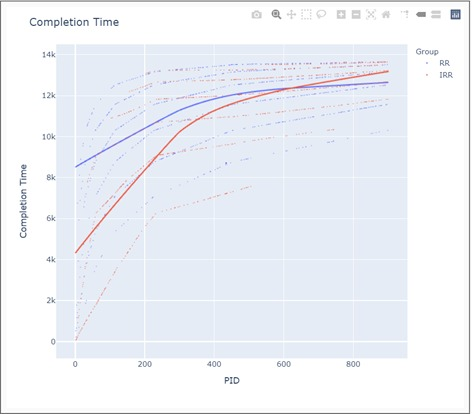 Completion Time
14k
12k
10k
8k
6k
4k
2k
0
Completion Time
0
200
400
600
800
PID
Group
RR
IRR